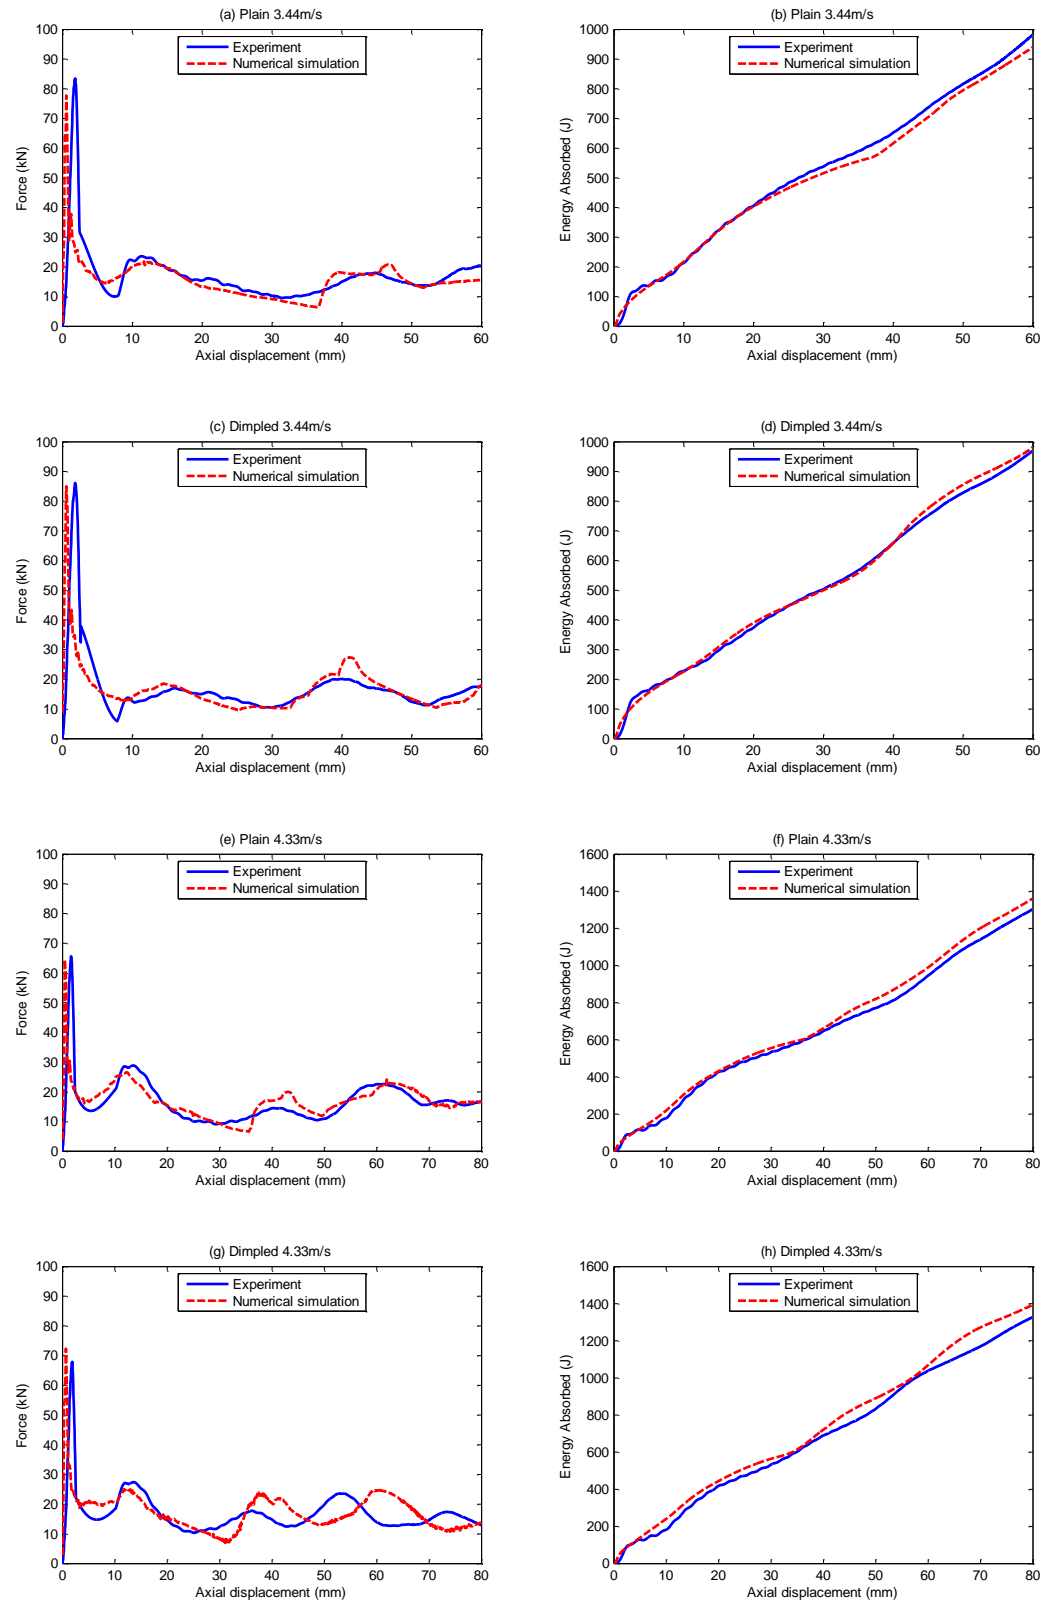 (a) Plain 3.44m/s
Experiment
Numerical simulation
Force (kN)
100
90
80
70
60
50
40
30
20
10
0
0 10 20 30 40 50 60
Axial displacement (mm)
(b) Plain 3.44m/s
Experiment
Numerical simulation
Energy Absorbed (J)
1000
900
800
700
600
500
400
300
200
100
0
0 10 20 30 40 50 60
Axial displacement (mm)
(c) Dimpled 3.44m/s
Experiment
Numerical simulation
Force (kN)
100
90
80
70
60
50
40
30
20
10
0
0 10 20 30 40 50 60
Axial displacement (mm)
(d) Dimpled 3.44m/s
Experiment
Numerical simulation
Energy Absorbed (J)
1000
900
800
700
600
500
400
300
200
100
0
0 10 20 30 40 50 60
Axial displacement (mm)
(e) Plain 4.33m/s
Experiment
Numerical simulation
Force (kN)
100
90
80
70
60
50
40
30
20
10
0
0 10 20 30 40 50 60 70 80
Axial displacement (mm)
(f) Plain 4.33m/s
Experiment
Numerical simulation
Energy Absorbed (J)
1600
1400
1200
1000
800
600
400
200
0
0 10 20 30 40 50 60 70 80
Axial displacement (mm)
(g) Dimpled 4.33m/s
Experiment
Numerical simulation
Force (kN)
100
90
80
70
60
50
40
30
20
10
0
0 10 20 30 40 50 60 70 80
Axial displacement (mm)
(h) Dimpled 4.33m/s
Experiment
Numerical simulation
Energy Absorbed (J)
1600
1400
1200
1000
800
600
400
200
0
0 10 20 30 40 50 60 70 80
Axial displacement (mm)